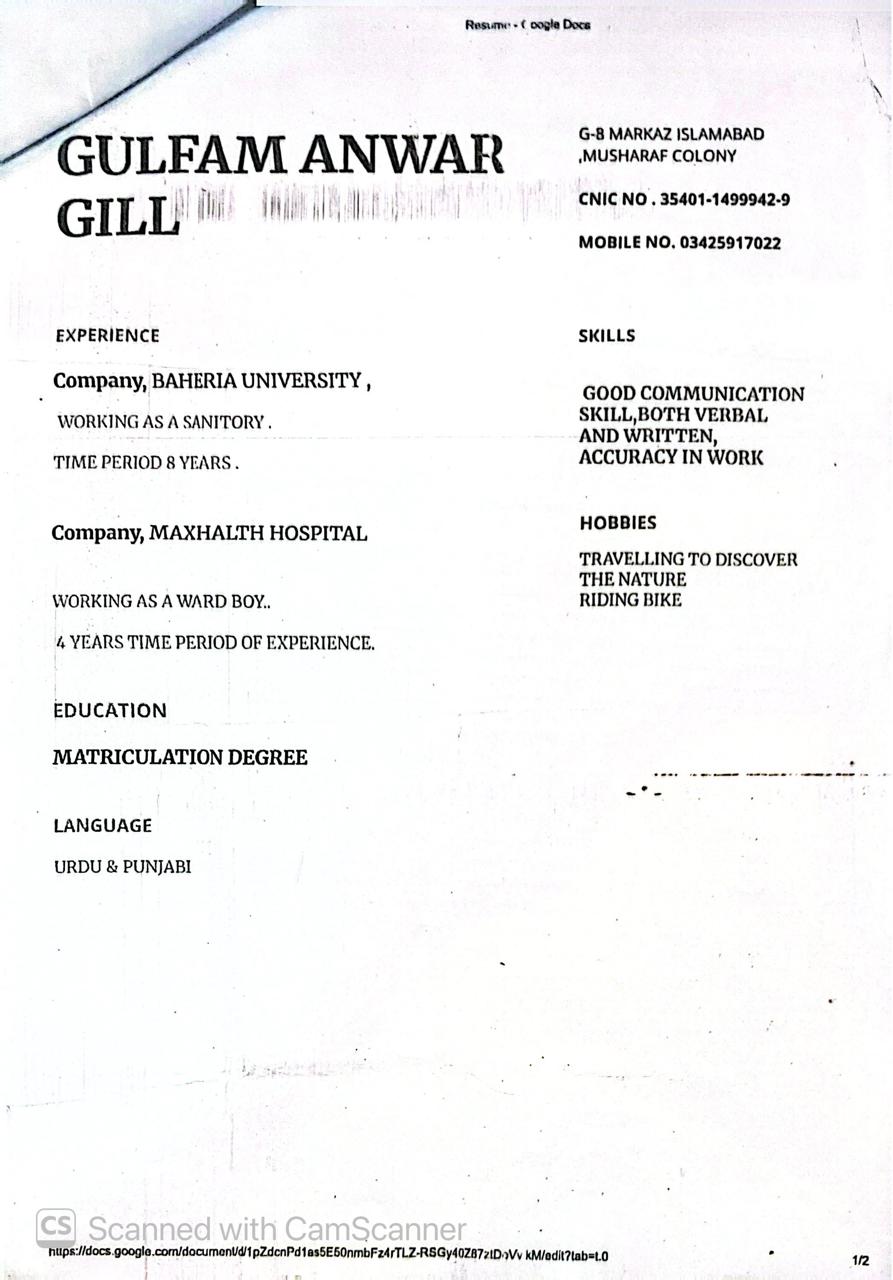 Resume - Google Docs
GULFAM ANWAR
GILL
G-8 MARKAZ ISLAMABAD
,MUSHARAF COLONY
CNIC NO . 35401-1499942-9
MOBILE NO. 03425917022
EXPERIENCE
Company, BAHERIA UNIVERSITY ,
WORKING AS A SANITORY .
TIME PERIOD 8 YEARS .
Company, MAXHALTH HOSPITAL
WORKING AS A WARD BOY..
4 YEARS TIME PERIOD OF EXPERIENCE.
EDUCATION
MATRICULATION DEGREE
LANGUAGE
URDU & PUNJABI
SKILLS
GOOD COMMUNICATION
SKILL,BOTH VERBAL
AND WRITTEN,
ACCURACY IN WORK
HOBBIES
TRAVELLING TO DISCOVER
THE NATURE
RIDING BIKE
CS Scanned with CamScanner
1/2